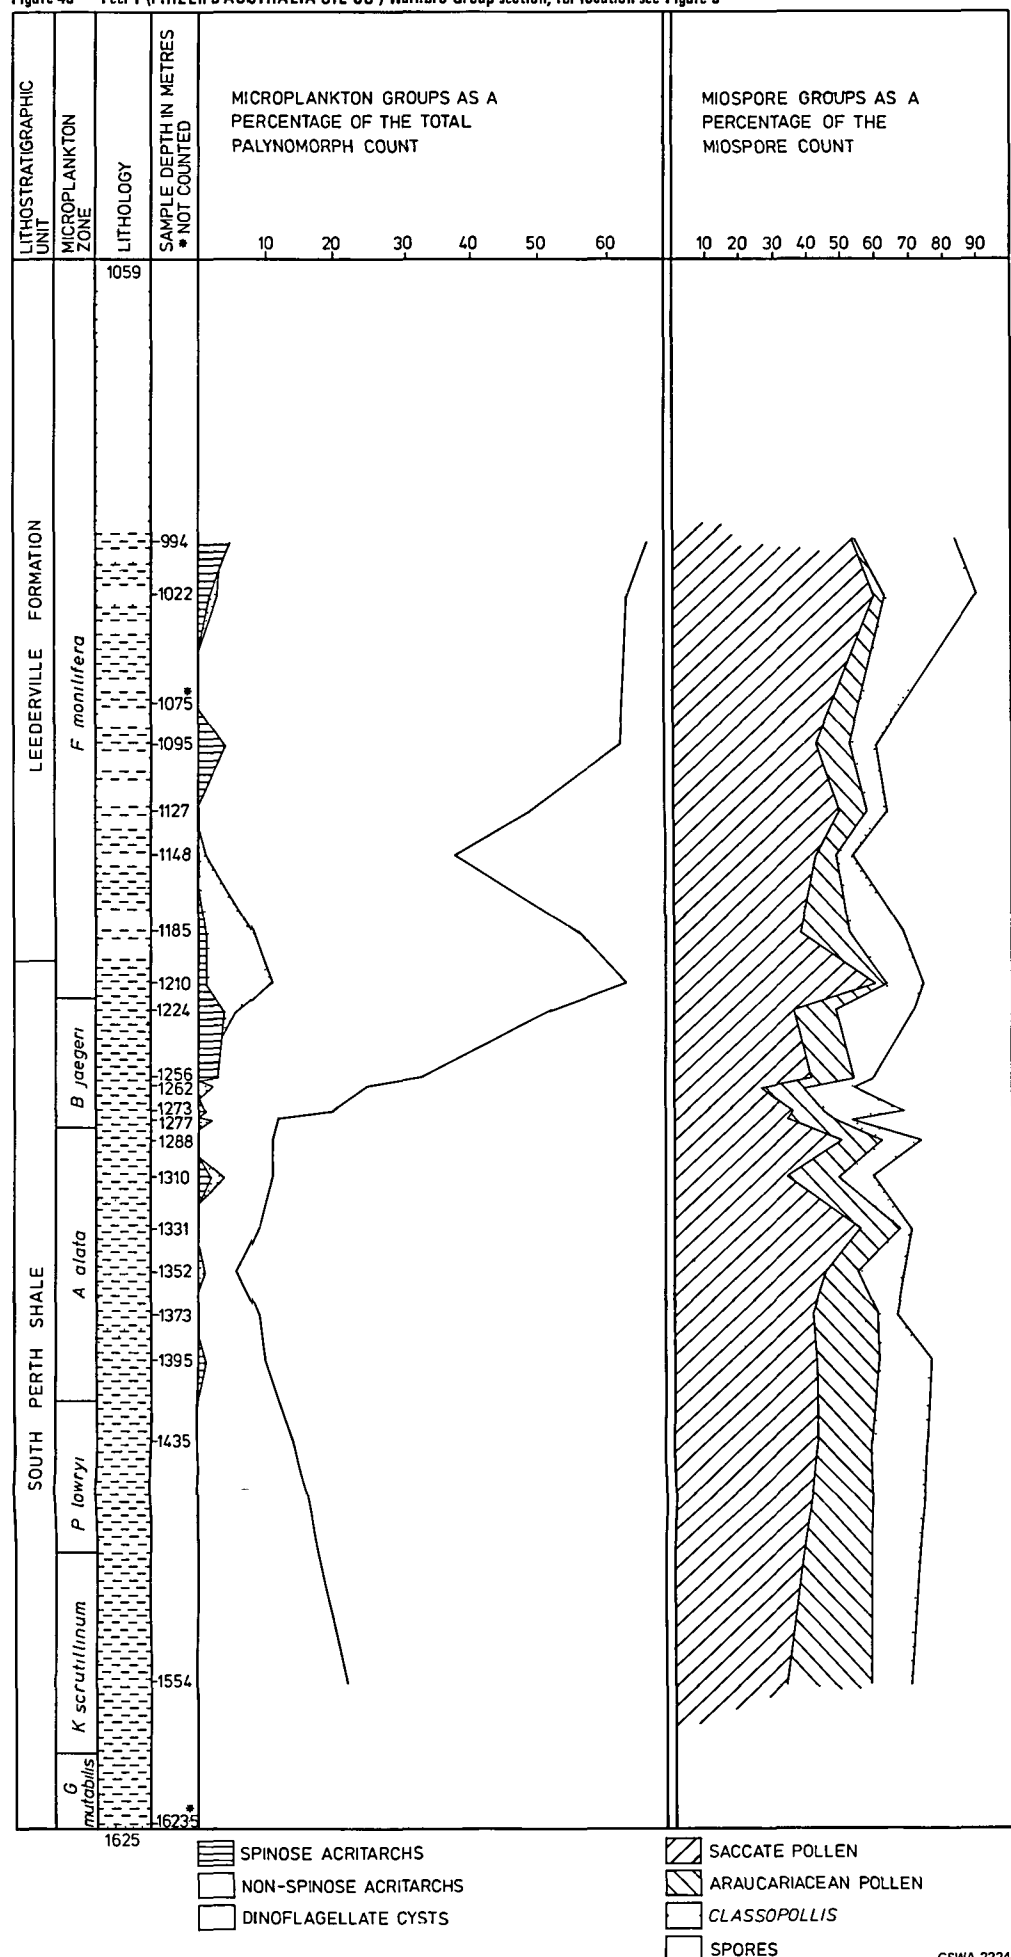 LITHOSTRATIGRAPHIC
UNIT
MICROPLANKTON
ZONE
LITHOLOGY
SAMPLE DEPTH IN METRES
* NOT COUNTED
MICROPLANKTON GROUPS AS A
PERCENTAGE OF THE TOTAL
PALYNOMORPH COUNT
MIOSPORE GROUPS AS A
PERCENTAGE OF THE
MIOSPORE COUNT
10 20 30 40 50 60
10 20 30 40 50 60 70 80 90
1059
LEEDERVILLE FORMATION
SOUTH PERTH SHALE
F monilifera
B jaegeri
A alata
P lowryi
K scrutillinum
G
mutabilis
994
1022
1075*
1095
1127
1148
1185
1210
1224
1256
1262
1273
1277
1288
1310
1331
1352
1373
1395
1435
1554
16235*
1625
SPINOSE ACRITARCHS
NON-SPINOSE ACRITARCHS
DINOFLAGELLATE CYSTS
SACCATE POLLEN
ARAUCARIACEAN POLLEN
CLASSOPOLLIS
SPORES